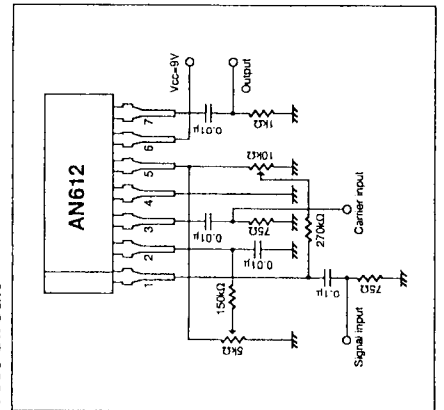 AN612
1
2
3
4
5
6
7
Vcc=9V
0.01μ
Output
1kΩ
10kΩ
0.01μ
Carrier input
75Ω
270kΩ
0.01μ
150kΩ
5kΩ
0.1μ
Signal input
75Ω